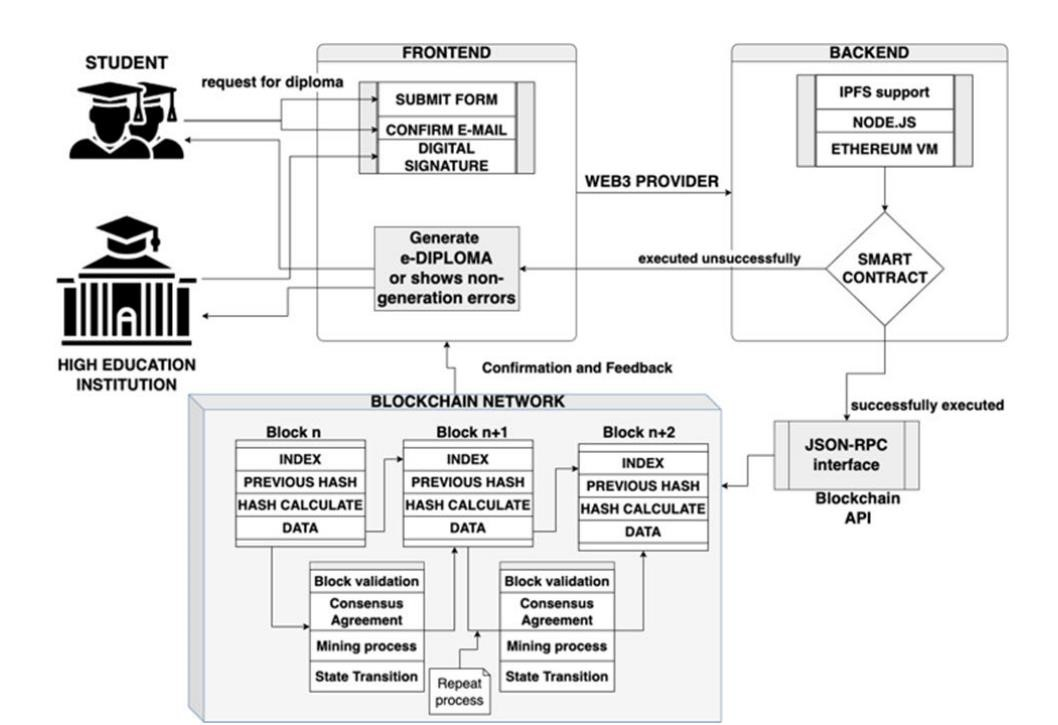 STUDENT
request for diploma
HIGH EDUCATION
INSTITUTION
FRONTEND
SUBMIT FORM
CONFIRM E-MAIL
DIGITAL
SIGNATURE
Generate
e-DIPLOMA
or shows non-
generation errors
WEB3 PROVIDER
executed unsuccessfully
BACKEND
IPFS support
NODE.JS
ETHEREUM VM
SMART
CONTRACT
successfully executed
JSON-RPC
interface
Blockchain
API
Confirmation and Feedback
BLOCKCHAIN NETWORK
Block n
INDEX
PREVIOUS HASH
HASH CALCULATE
DATA
Block n+1
INDEX
PREVIOUS HASH
HASH CALCULATE
DATA
Block n+2
INDEX
PREVIOUS HASH
HASH CALCULATE
DATA
Block validation
Consensus
Agreement
Mining process
State Transition
Repeat
process
Block validation
Consensus
Agreement
Mining process
State Transition